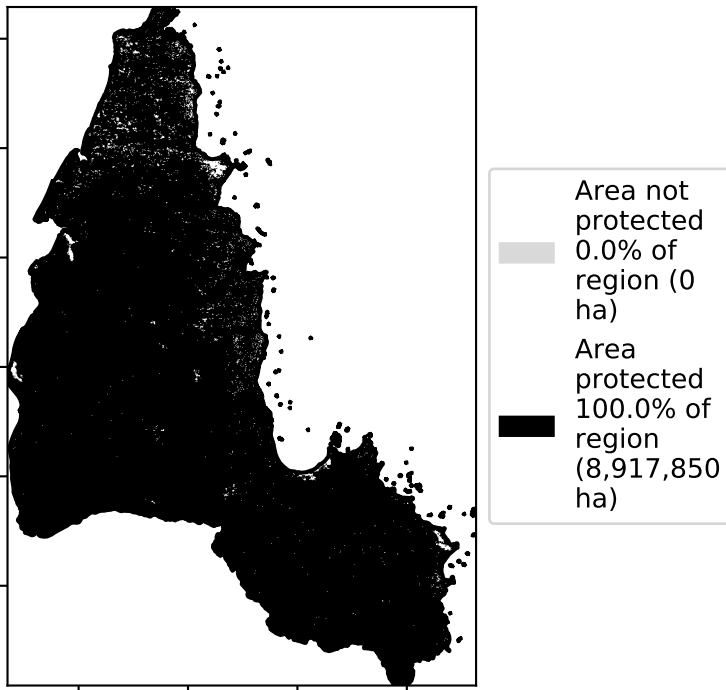 Area not
protected
0.0% of
region (0
ha)
Area
protected
100.0% of
region
(8,917,850
ha)